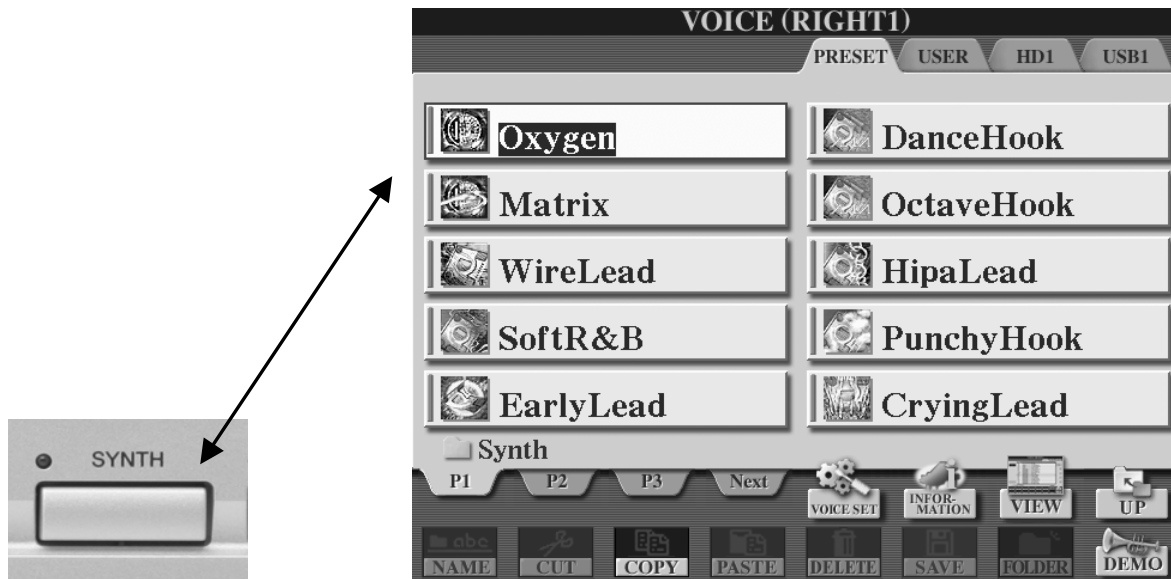 VOICE (RIGHT1)
PRESET USER HD1 USB1
Oxygen
DanceHook
Matrix
OctaveHook
WireLead
HipaLead
SoftR&B
PunchyHook
EarlyLead
CryingLead
Synth
P1 P2 P3 Next
VOICE SET
INFOR-
MATION
VIEW
UP
abc
NAME CUT COPY PASTE DELETE SAVE FOLDER DEMO
SYNTH